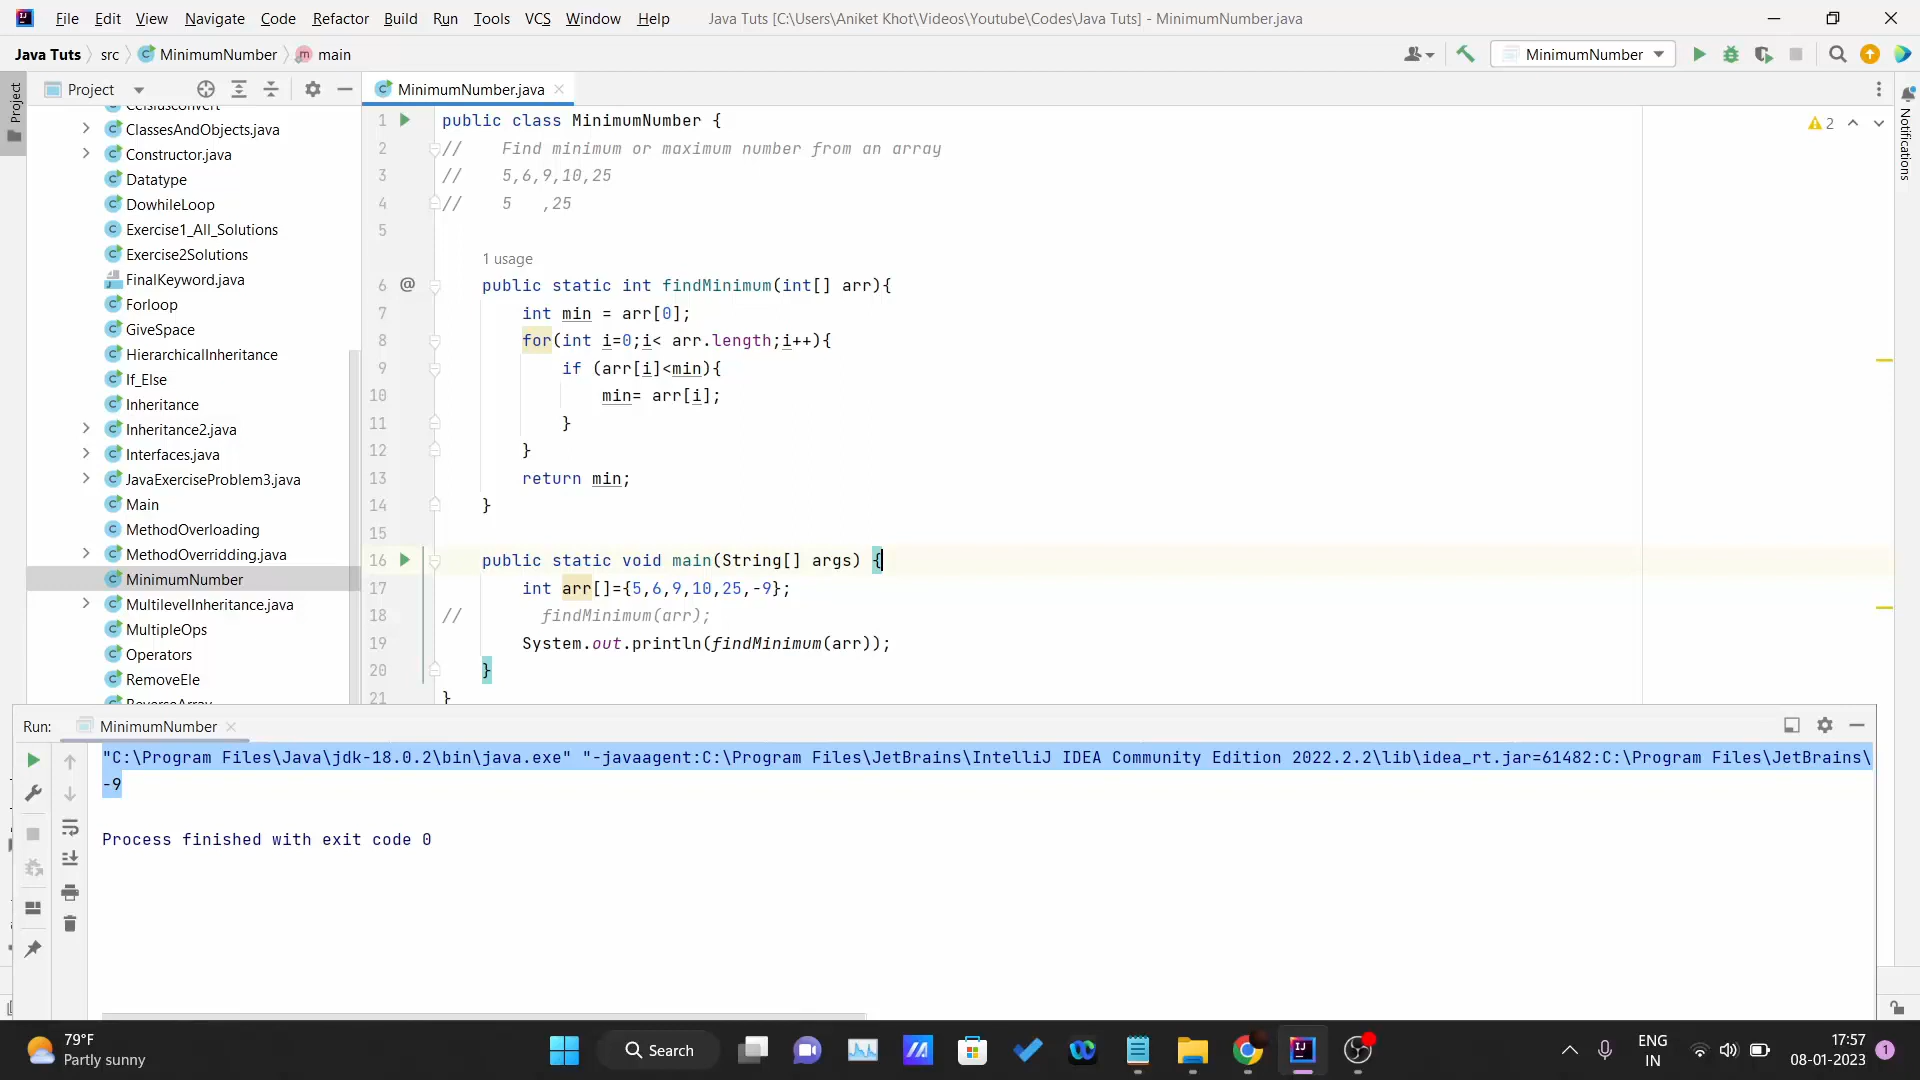 File Edit View Navigate Code Refactor Build Run Tools VCS Window Help Java Tuts [C:\Users\Aniket Khot\Videos\Youtube\Codes\Java Tuts] - MinimumNumber.java
Java Tuts src MinimumNumber main MinimumNumber
Project
Project
MinimumNumber.java
Notifications
CelsiusConvert
ClassesAndObjects.java
Constructor.java
Datatype
DowhileLoop
Exercise1_All_Solutions
Exercise2Solutions
FinalKeyword.java
Forloop
GiveSpace
HierarchicalInheritance
If_Else
Inheritance
Inheritance2.java
Interfaces.java
JavaExerciseProblem3.java
Main
MethodOverloading
MethodOverridding.java
MinimumNumber
MultilevelInheritance.java
MultipleOps
Operators
RemoveEle
ReverseArray
1 public class MinimumNumber {
2 //    Find minimum or maximum number from an array
3 //    5,6,9,10,25
4 //    5   ,25
5
1 usage
6 @ public static int findMinimum(int[] arr){
7 int min = arr[0];
8 for(int i=0;i< arr.length;i++){
9 if (arr[i]<min){
10 min= arr[i];
11 }
12 }
13 return min;
14 }
15
16 public static void main(String[] args) {
17 int arr[]={5,6,9,10,25,-9};
18 //        findMinimum(arr);
19 System.out.println(findMinimum(arr));
20 }
21 }
2
Run: MinimumNumber
"C:\Program Files\Java\jdk-18.0.2\bin\java.exe" "-javaagent:C:\Program Files\JetBrains\IntelliJ IDEA Community Edition 2022.2.2\lib\idea_rt.jar=61482:C:\Program Files\JetBrains\
-9
Process finished with exit code 0
79°F
Partly sunny
Search
ENG
IN
17:57
08-01-2023
1